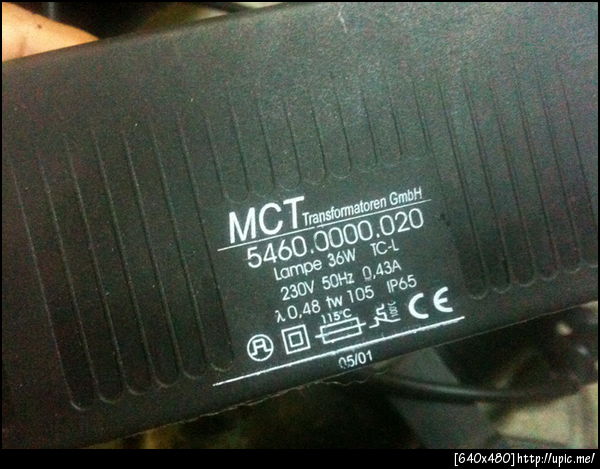 MCT Transformatoren GmbH
5460.0000.020
Lampe 36W TC-L
230V 50Hz 0,43A
λ 0,48 tw 105 IP65
115°C
CE
05/01
[640x480]http://upic.me/